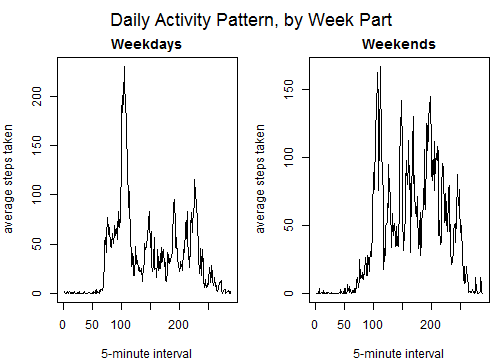 Daily Activity Pattern, by Week Part
Weekdays
Weekends
average steps taken
0 50 100 150 200
0 50 100 200
5-minute interval
average steps taken
0 50 100 150
0 50 100 200
5-minute interval